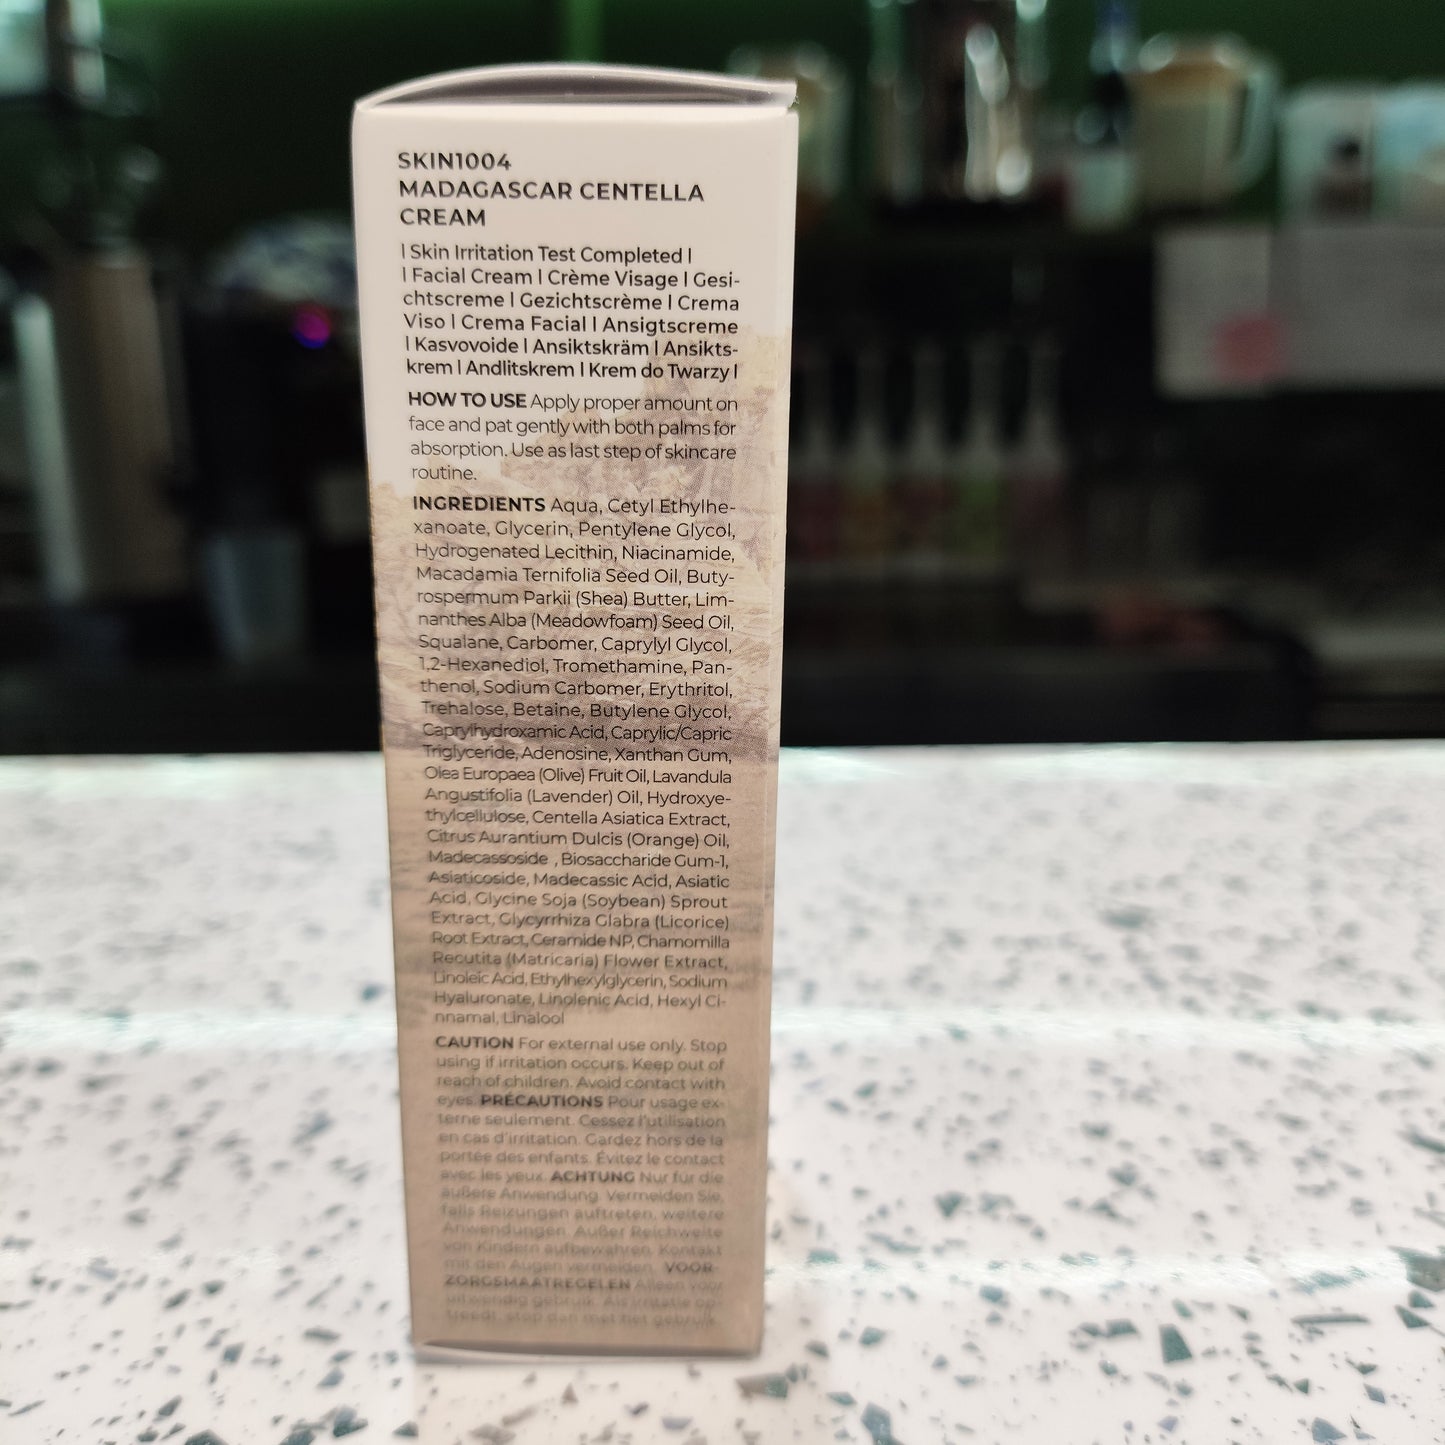 SKIN1004
MADAGASCAR CENTELLA
CREAM
l Skin Irritation Test Completed l
l Facial Cream l Crème Visage l Gesi-
chtscreme l Gezichtscrème l Crema
Viso l Crema Facial l Ansigtscreme
l Kasvovoide l Ansiktskräm l Ansikts-
krem l Andlitskrem l Krem do Twarzy l
HOW TO USE Apply proper amount on
face and pat gently with both palms for
absorption. Use as last step of skincare
routine.
INGREDIENTS Aqua, Cetyl Ethylhe-
xanoate, Glycerin, Pentylene Glycol,
Hydrogenated Lecithin, Niacinamide,
Macadamia Ternifolia Seed Oil, Buty-
rospermum Parkii (Shea) Butter, Lim-
nanthes Alba (Meadowfoam) Seed Oil,
Squalane, Carbomer, Caprylyl Glycol,
1,2-Hexanediol, Tromethamine, Pan-
thenol, Sodium Carbomer, Erythritol,
Trehalose, Betaine, Butylene Glycol,
Caprylhydroxamic Acid, Caprylic/Capric
Triglyceride, Adenosine, Xanthan Gum,
Olea Europaea (Olive) Fruit Oil, Lavandula
Angustifolia (Lavender) Oil, Hydroxye-
thylcellulose, Centella Asiatica Extract,
Citrus Aurantium Dulcis (Orange) Oil,
Madecassoside , Biosaccharide Gum-1,
Asiaticoside, Madecassic Acid, Asiatic
Acid, Glycine Soja (Soybean) Sprout
Extract, Glycyrrhiza Glabra (Licorice)
Root Extract, Ceramide NP, Chamomilla
Recutita (Matricaria) Flower Extract,
Linoleic Acid, Ethylhexylglycerin, Sodium
Hyaluronate, Linolenic Acid, Hexyl Ci-
nnamal, Linalool
CAUTION For external use only. Stop
using if irritation occurs. Keep out of
reach of children. Avoid contact with
eyes. PRÉCAUTIONS Pour usage ex-
terne seulement. Cessez l'utilisation
en cas d'irritation. Gardez hors de la
portée des enfants. Évitez le contact
avec les yeux. ACHTUNG Nur für die
äußere Anwendung. Vermeiden Sie,
falls Reizungen auftreten, weitere
Anwendungen. Außer Reichweite
von Kindern aufbewahren. Kontakt
mit den Augen vermeiden. VOOR-
ZORGSMAATREGELEN Alleen voor
uitwendig gebruik. Als irritatie op-
treedt, stop dan met het gebruik.